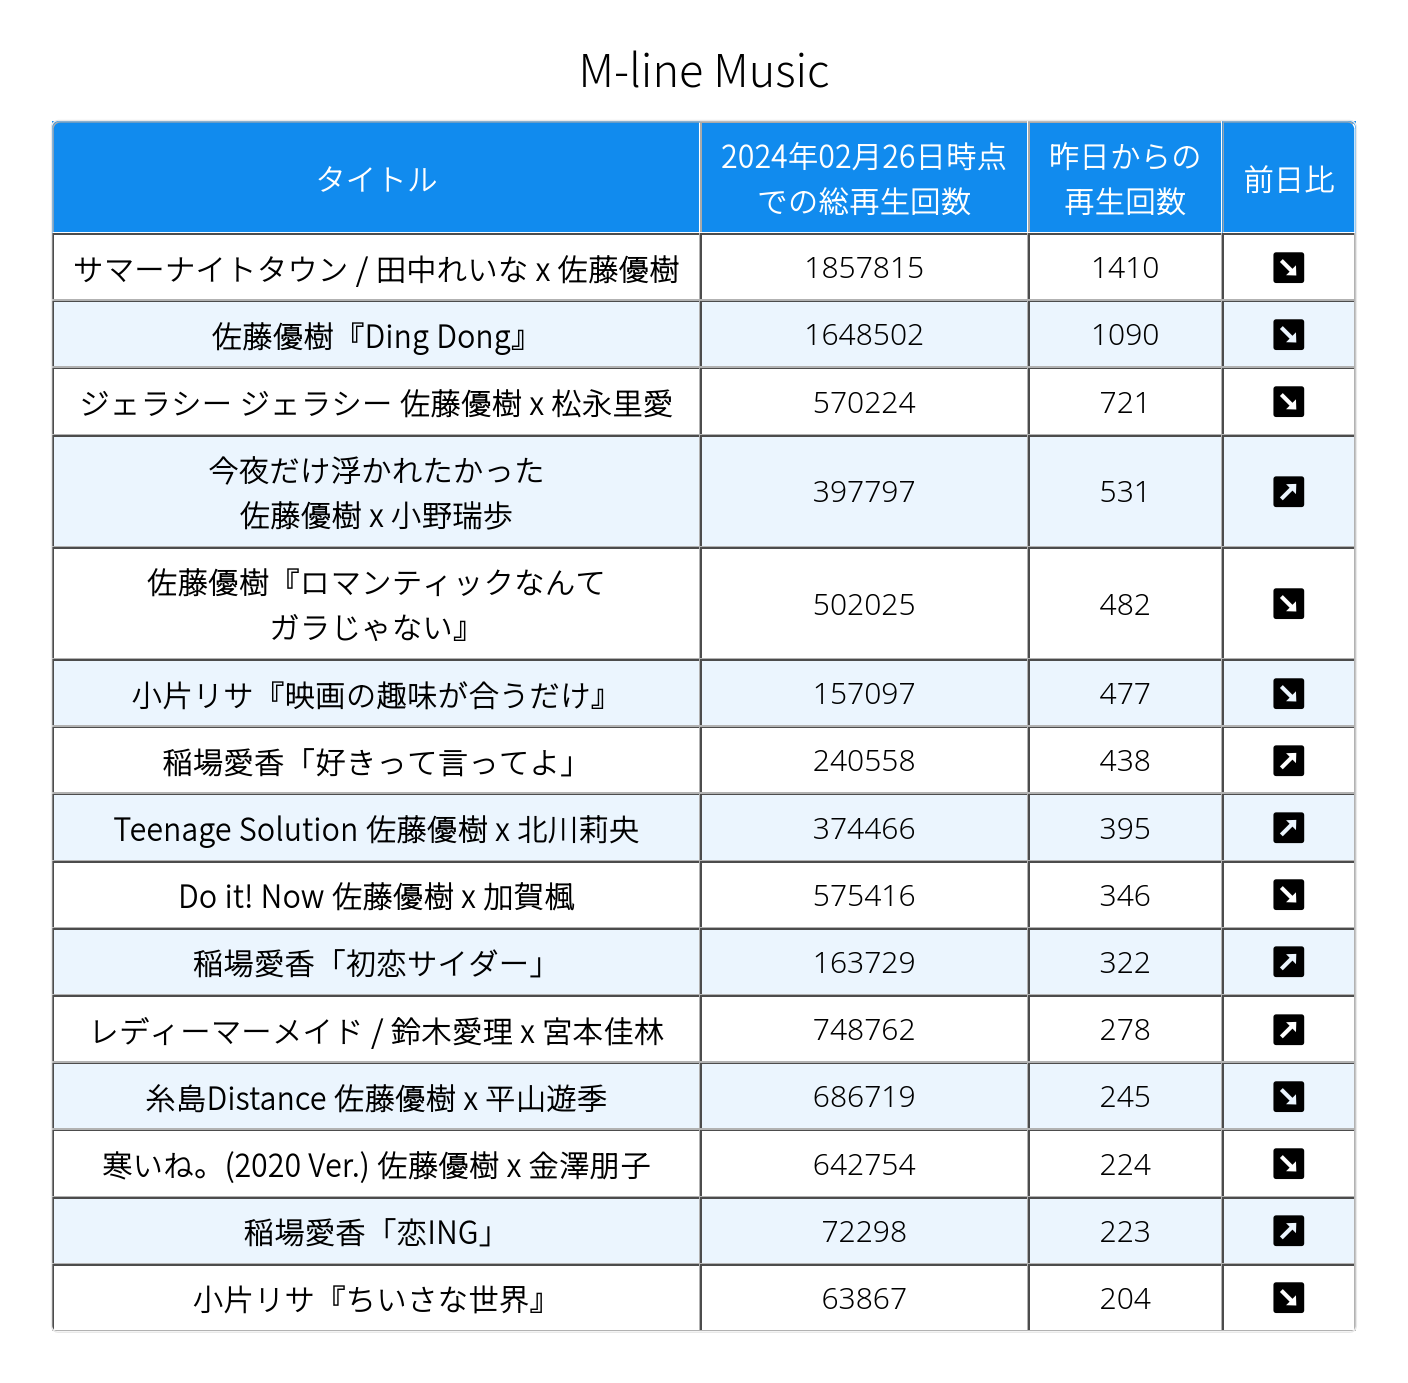 M-line Music
タイトル
2024年02月26日時点
での総再生回数
昨日からの
再生回数
前日比
サマーナイトタウン / 田中れいな x 佐藤優樹 1857815 1410 ↘
佐藤優樹『Ding Dong』 1648502 1090 ↘
ジェラシー ジェラシー 佐藤優樹 x 松永里愛 570224 721 ↘
今夜だけ浮かれたかった
佐藤優樹 x 小野瑞歩
397797 531 ↗
佐藤優樹『ロマンティックなんて
ガラじゃない』
502025 482 ↘
小片リサ『映画の趣味が合うだけ』 157097 477 ↘
稲場愛香「好きって言ってよ」 240558 438 ↗
Teenage Solution 佐藤優樹 x 北川莉央 374466 395 ↗
Do it! Now 佐藤優樹 x 加賀楓 575416 346 ↘
稲場愛香「初恋サイダー」 163729 322 ↗
レディーマーメイド / 鈴木愛理 x 宮本佳林 748762 278 ↗
糸島Distance 佐藤優樹 x 平山遊季 686719 245 ↘
寒いね。(2020 Ver.) 佐藤優樹 x 金澤朋子 642754 224 ↘
稲場愛香「恋ING」 72298 223 ↗
小片リサ『ちいさな世界』 63867 204 ↘